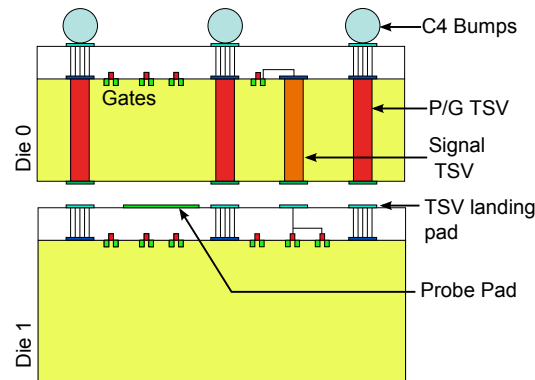 C4 Bumps
Gates
P/G TSV
Die 0
Signal
TSV
TSV landing
pad
Probe Pad
Die 1